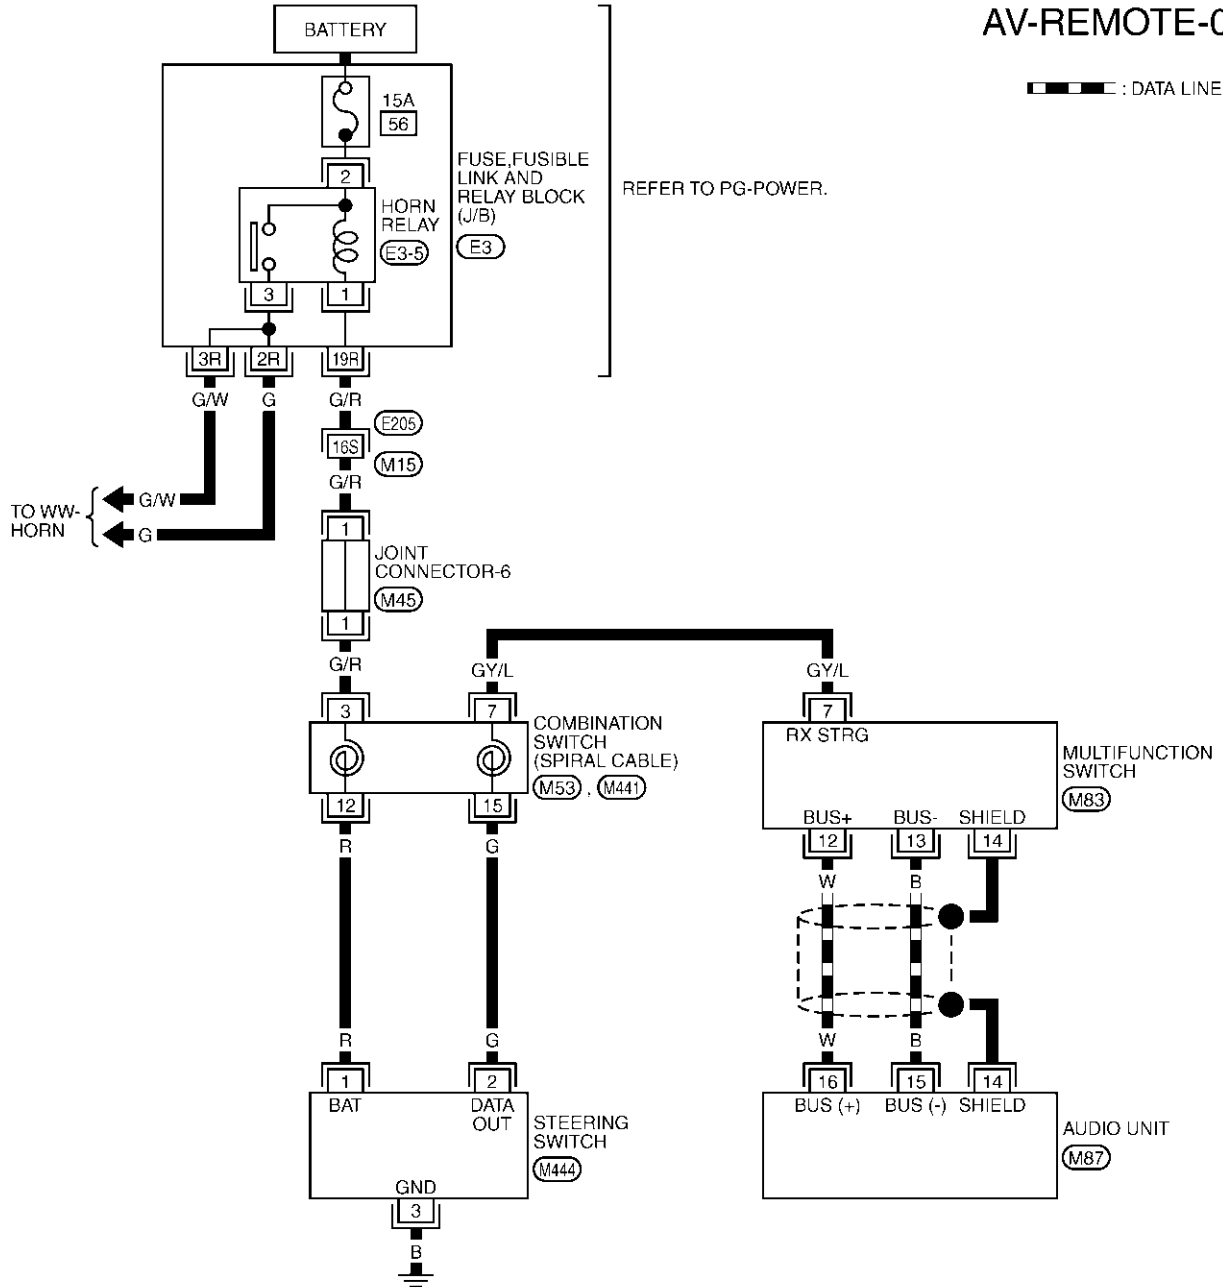 AV-REMOTE-0
: DATA LINE
BATTERY
15A
56
2
HORN
RELAY
E3-5
FUSE,FUSIBLE
LINK AND
RELAY BLOCK
(J/B)
E3
REFER TO PG-POWER.
3
1
3R
2R
19R
G/W
G
G/R
E205
16S
M15
G/R
TO WW-
HORN
G/W
G
1
JOINT
CONNECTOR-6
M45
1
G/R
GY/L
GY/L
3
7
COMBINATION
SWITCH
(SPIRAL CABLE)
M53 , M441
12
15
R
G
7
RX STRG
MULTIFUNCTION
SWITCH
M83
BUS+
BUS-
SHIELD
12
13
14
W
B
R
G
W
B
1
2
BAT
DATA
OUT
STEERING
SWITCH
M444
GND
3
B
16
15
14
BUS (+)
BUS (-)
SHIELD
AUDIO UNIT
M87